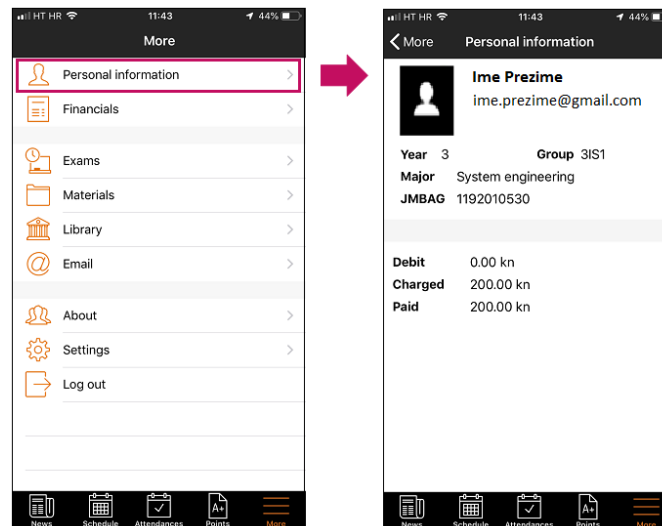 HT HR 11:43 44%
More
Personal information
Financials
Exams
Materials
Library
Email
About
Settings
Log out
News Schedule Attendances Points More
HT HR 11:43 44%
More Personal information
Ime Prezime
ime.prezime@gmail.com
Year 3 Group 3IS1
Major System engineering
JMBAG 1192010530
Debit 0.00 kn
Charged 200.00 kn
Paid 200.00 kn
News Schedule Attendances Points More